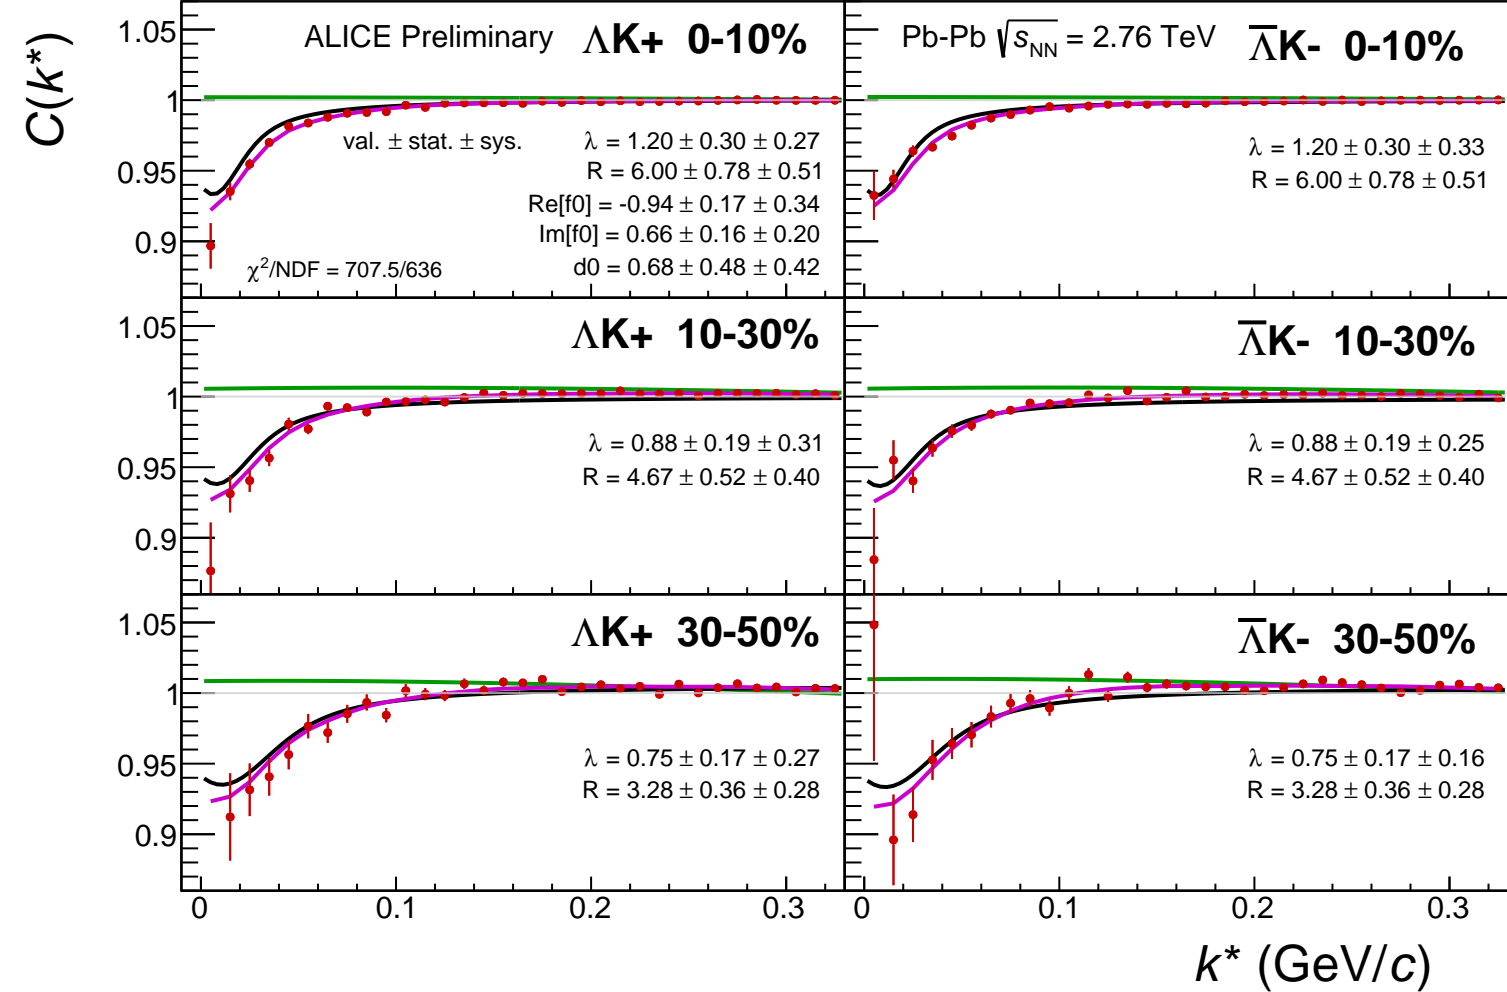 C(k*)
ALICE Preliminary ΛK+ 0-10%
val. ± stat. ± sys.
λ = 1.20 ± 0.30 ± 0.27
R = 6.00 ± 0.78 ± 0.51
Re[f0] = -0.94 ± 0.17 ± 0.34
Im[f0] = 0.66 ± 0.16 ± 0.20
d0 = 0.68 ± 0.48 ± 0.42
χ²/NDF = 707.5/636
1.05
1
0.95
0.9
Pb-Pb √sNN = 2.76 TeV Λ̅K- 0-10%
λ = 1.20 ± 0.30 ± 0.33
R = 6.00 ± 0.78 ± 0.51
ΛK+ 10-30%
λ = 0.88 ± 0.19 ± 0.31
R = 4.67 ± 0.52 ± 0.40
1.05
1
0.95
0.9
Λ̅K- 10-30%
λ = 0.88 ± 0.19 ± 0.25
R = 4.67 ± 0.52 ± 0.40
ΛK+ 30-50%
λ = 0.75 ± 0.17 ± 0.27
R = 3.28 ± 0.36 ± 0.28
1.05
1
0.95
0.9
Λ̅K- 30-50%
λ = 0.75 ± 0.17 ± 0.16
R = 3.28 ± 0.36 ± 0.28
0 0.1 0.2 0.3
0 0.1 0.2 0.3
k* (GeV/c)